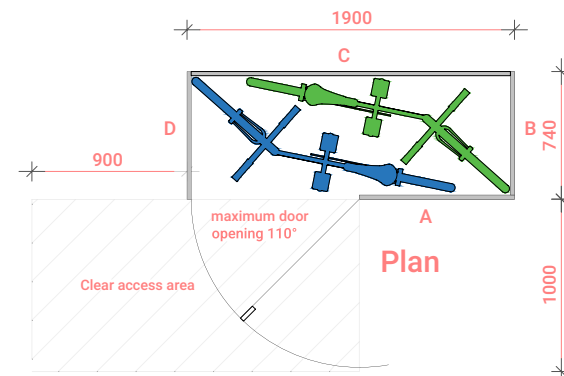 1900
C
D
B
740
900
maximum door
opening 110°
A
Plan
Clear access area
1000